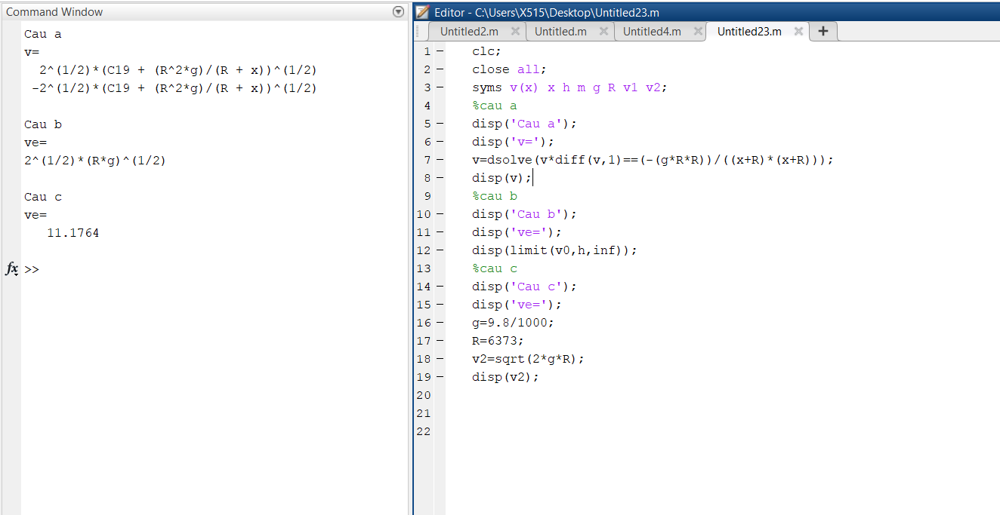 Command Window
Cau a
v=
2^(1/2)*(C19 + (R^2*g)/(R + x))^(1/2)
-2^(1/2)*(C19 + (R^2*g)/(R + x))^(1/2)
Cau b
ve=
2^(1/2)*(R*g)^(1/2)
Cau c
ve=
11.1764
fx >>
Editor - C:\Users\X515\Desktop\Untitled23.m
Untitled2.m Untitled.m Untitled4.m Untitled23.m +
1 - clc;
2 - close all;
3 - syms v(x) x h m g R v1 v2;
4 %cau a
5 - disp('Cau a');
6 - disp('v=');
7 - v=dsolve(v*diff(v,1)==(-(g*R*R))/((x+R)*(x+R)));
8 - disp(v);
9 %cau b
10 - disp('Cau b');
11 - disp('ve=');
12 - disp(limit(v0,h,inf));
13 %cau c
14 - disp('Cau c');
15 - disp('ve=');
16 - g=9.8/1000;
17 - R=6373;
18 - v2=sqrt(2*g*R);
19 - disp(v2);
20
21
22